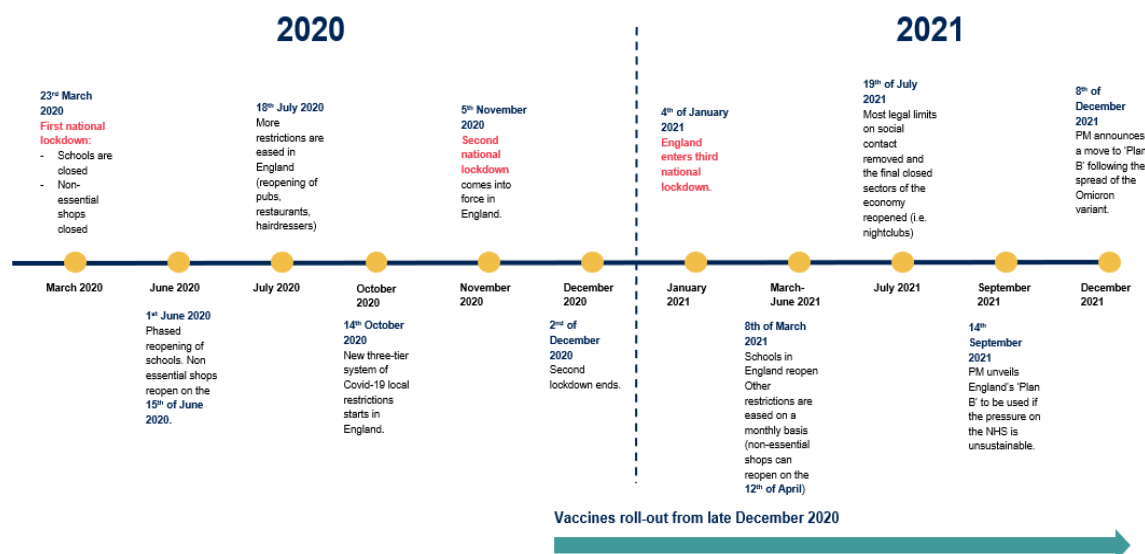 2020
2021
23rd March
2020
First national
lockdown:
- Schools are
closed
- Non-
essential
shops
closed
18th July 2020
More
restrictions are
eased in
England
(reopening of
pubs,
restaurants,
hairdressers)
5th November
2020
Second
national
lockdown
comes into
force in
England.
4th of January
2021
England
enters third
national
lockdown.
19th of July
2021
Most legal limits
on social
contact
removed and
the final closed
sectors of the
economy
reopened (i.e.
nightclubs)
8th of
December
2021
PM announces
a move to 'Plan
B' following the
spread of the
Omicron
variant.
March 2020
June 2020
July 2020
October
2020
November
2020
December
2020
January
2021
March-
June 2021
July 2021
September
2021
December
2021
1st June 2020
Phased
reopening of
schools. Non
essential shops
reopen on the
15th of June
2020.
14th October
2020
New three-tier
system of
Covid-19 local
restrictions
starts in
England.
2nd of
December
2020
Second
lockdown ends.
8th of March
2021
Schools in
England reopen
Other
restrictions are
eased on a
monthly basis
(non-essential
shops can
reopen on the
12th of April)
14th
September
2021
PM unveils
England's 'Plan
B' to be used if
the pressure on
the NHS is
unsustainable.
Vaccines roll-out from late December 2020